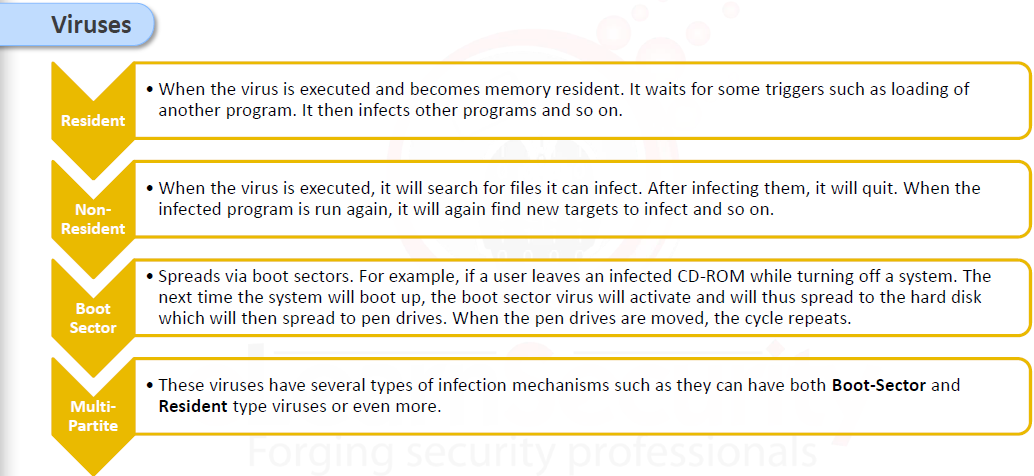 Viruses
Resident
• When the virus is executed and becomes memory resident. It waits for some triggers such as loading of
another program. It then infects other programs and so on.
Non-
Resident
• When the virus is executed, it will search for files it can infect. After infecting them, it will quit. When the
infected program is run again, it will again find new targets to infect and so on.
Boot
Sector
• Spreads via boot sectors. For example, if a user leaves an infected CD-ROM while turning off a system. The
next time the system will boot up, the boot sector virus will activate and will thus spread to the hard disk
which will then spread to pen drives. When the pen drives are moved, the cycle repeats.
Multi-
Partite
• These viruses have several types of infection mechanisms such as they can have both Boot-Sector and
Resident type viruses or even more.
Forging security professionals